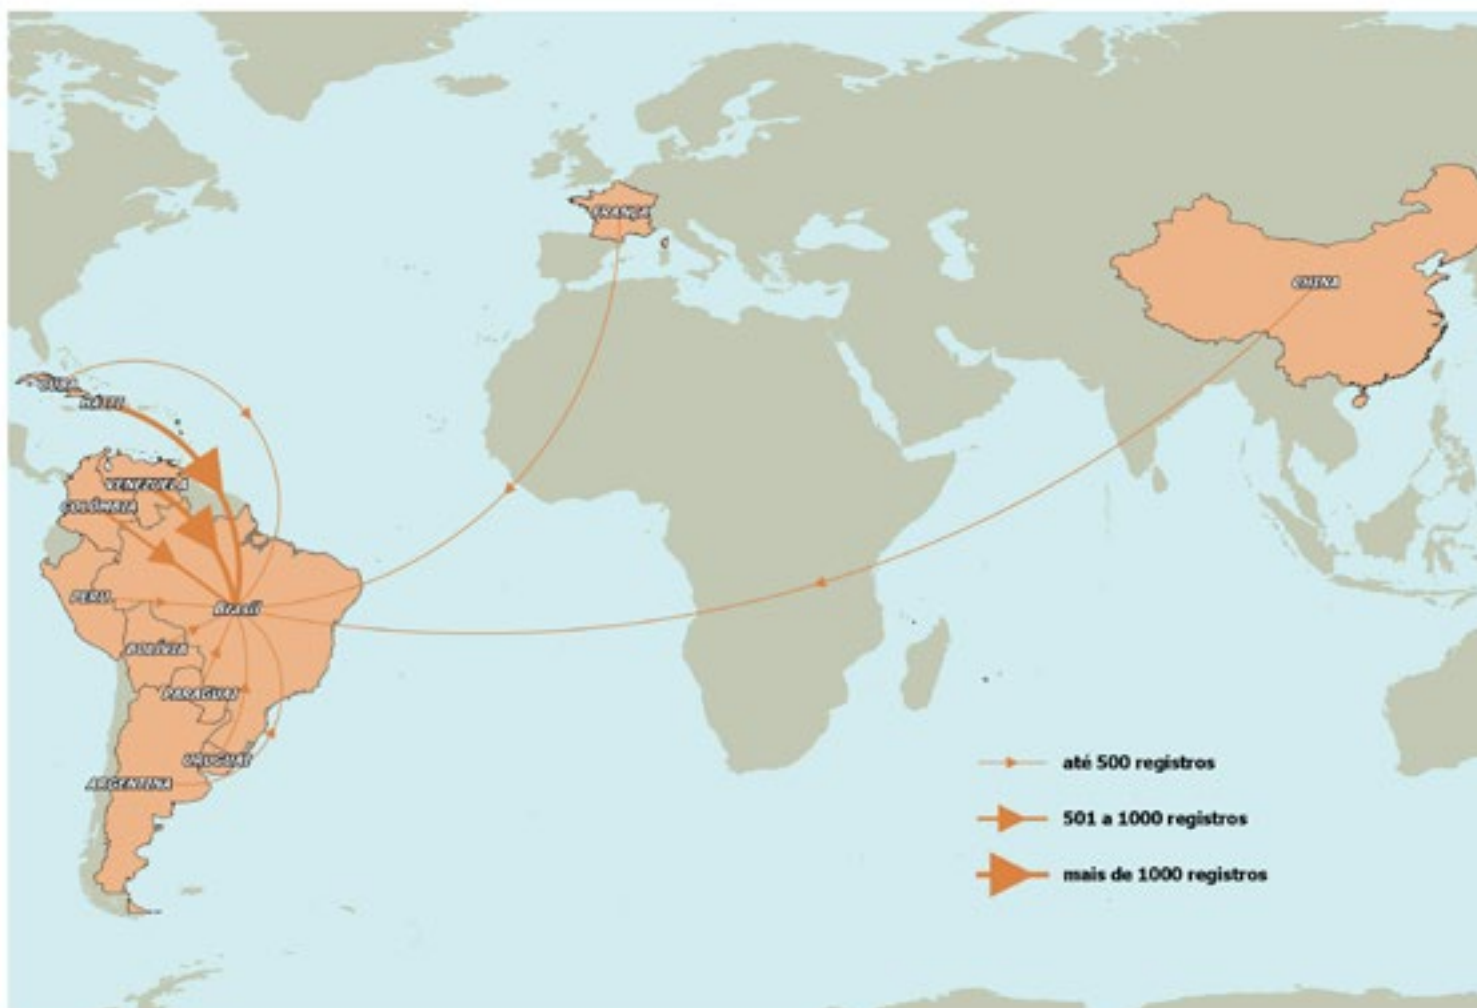 FRANÇA
CHINA
CUBA
HAITI
VENEZUELA
COLÔMBIA
PERU
Brasil
BOLÍVIA
PARAGUAI
URUGUAI
ARGENTINA
até 500 registros
501 a 1000 registros
mais de 1000 registros